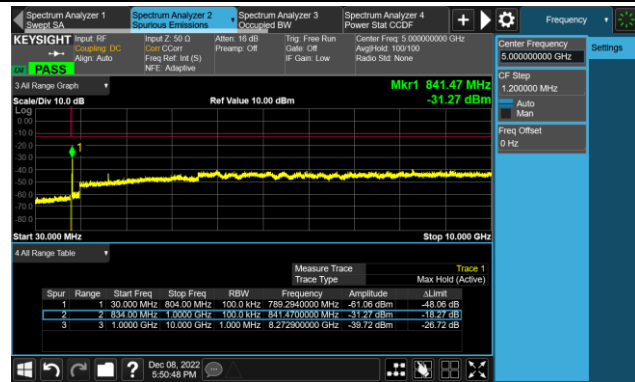 Spectrum Analyzer 1
Swept SA
Spectrum Analyzer 2
Spurious Emissions
Spectrum Analyzer 3
Occupied BW
Spectrum Analyzer 4
Power Stat CCDF
Frequency
KEYSIGHT
Input: RF
Coupling: DC
Align: Auto
Input Z: 50 Ω
Corr CCorr
Freq Ref: Int (S)
NFE: Adaptive
Atten: 16 dB
Preamp: Off
Trig: Free Run
Gate: Off
IF Gain: Low
Center Freq: 5.000000000 GHz
Avg|Hold: 100/100
Radio Std: None
PASS
Center Frequency
5.000000000 GHz
Settings
CF Step
1.200000 MHz
Auto
Man
Freq Offset
0 Hz
3 All Range Graph
Mkr1 841.47 MHz
Scale/Div 10.0 dB
Ref Value 10.00 dBm
-31.27 dBm
Log
0.00
-10.0
-20.0
-30.0
-40.0
-50.0
-60.0
-70.0
-80.0
1
Start 30.000 MHz
Stop 10.000 GHz
4 All Range Table
Measure Trace Trace 1
Trace Type Max Hold (Active)
Spur Range Start Freq Stop Freq RBW Frequency Amplitude ΔLimit
1 1 30.000 MHz 804.00 MHz 100.0 kHz 789.2940000 MHz -61.06 dBm -48.06 dB
2 2 834.00 MHz 1.0000 GHz 100.0 kHz 841.4700000 MHz -31.27 dBm -18.27 dB
3 3 1.0000 GHz 10.000 GHz 1.000 MHz 8.272900000 GHz -39.72 dBm -26.72 dB
?
Dec 08, 2022
5:50:48 PM